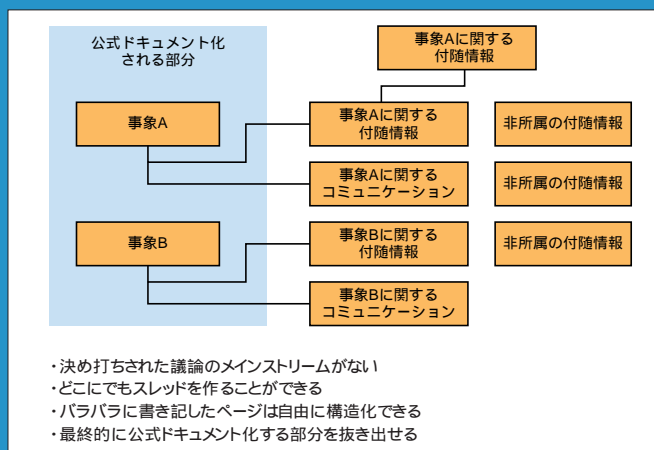 公式ドキュメント化
される部分
事象Aに関する
付随情報
事象A
事象Aに関する
付随情報
非所属の付随情報
事象Aに関する
コミュニケーション
非所属の付随情報
事象B
事象Bに関する
付随情報
非所属の付随情報
事象Bに関する
コミュニケーション
・決め打ちされた議論のメインストリームがない
・どこにでもスレッドを作ることができる
・バラバラに書き記したページは自由に構造化できる
・最終的に公式ドキュメント化する部分を抜き出せる